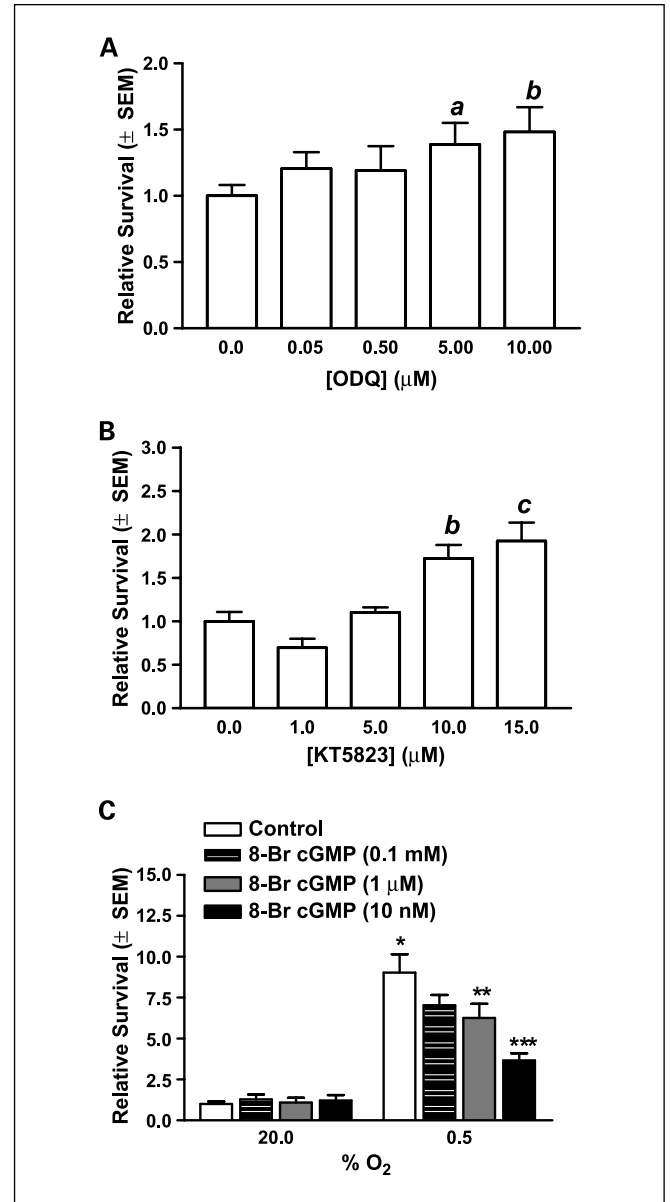 A
Relative Survival (± SEM)
2.0
1.5
1.0
0.5
0.0
a
b
0.0 0.05 0.50 5.00 10.00
[ODQ] (μM)
B
Relative Survival (± SEM)
3.0
2.5
2.0
1.5
1.0
0.5
0.0
b
c
0.0 1.0 5.0 10.0 15.0
[KT5823] (μM)
C
Control
8-Br cGMP (0.1 mM)
8-Br cGMP (1 μM)
8-Br cGMP (10 nM)
Relative Survival (± SEM)
15.0
12.5
10.0
7.5
5.0
2.5
0.0
*
**
***
20.0 0.5
% O₂